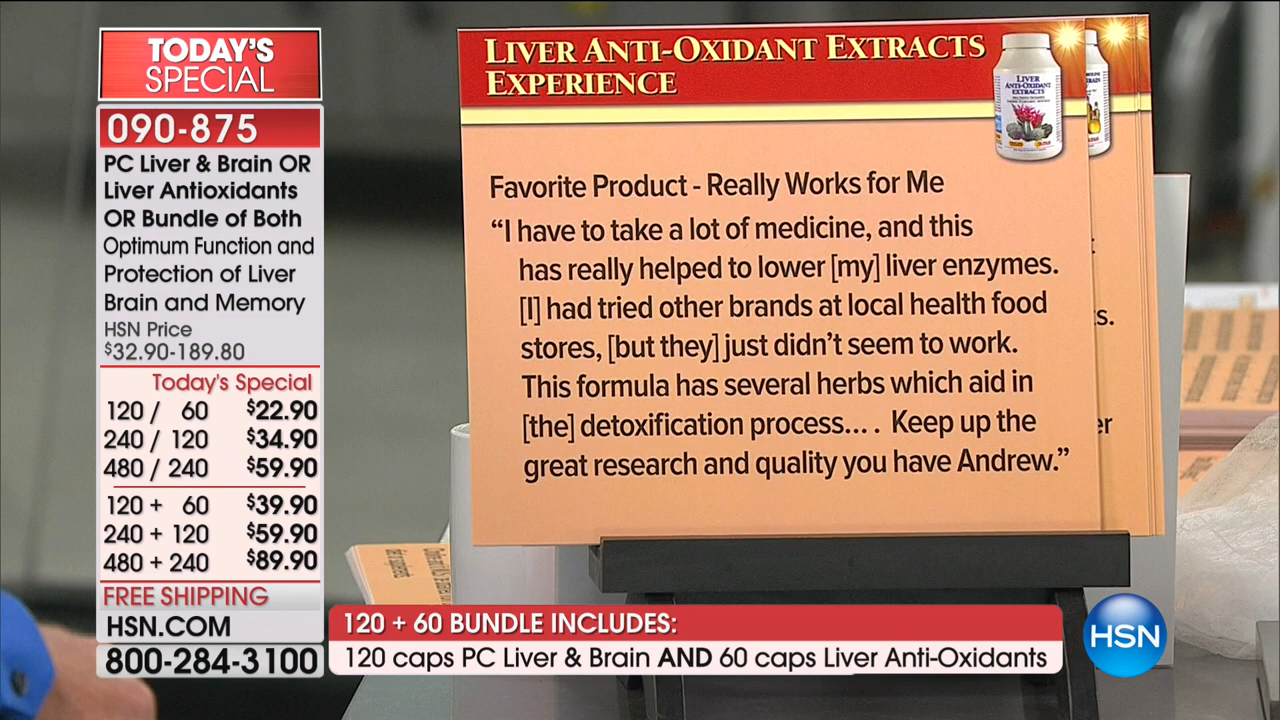 TODAY'S
SPECIAL
090-875
PC Liver & Brain OR
Liver Antioxidants
OR Bundle of Both
Optimum Function and
Protection of Liver
Brain and Memory
HSN Price
$32.90-189.80
Today's Special
120 / 60 $22.90
240 / 120 $34.90
480 / 240 $59.90
120 + 60 $39.90
240 + 120 $59.90
480 + 240 $89.90
FREE SHIPPING
HSN.COM
800-284-3100
LIVER ANTI-OXIDANT EXTRACTS
EXPERIENCE
LIVER
ANTI-OXIDANT
EXTRACTS
Favorite Product - Really Works for Me
“I have to take a lot of medicine, and this
has really helped to lower [my] liver enzymes.
[I] had tried other brands at local health food
stores, [but they] just didn’t seem to work.
This formula has several herbs which aid in
[the] detoxification process... . Keep up the
great research and quality you have Andrew.”
120 + 60 BUNDLE INCLUDES:
120 caps PC Liver & Brain AND 60 caps Liver Anti-Oxidants
HSN